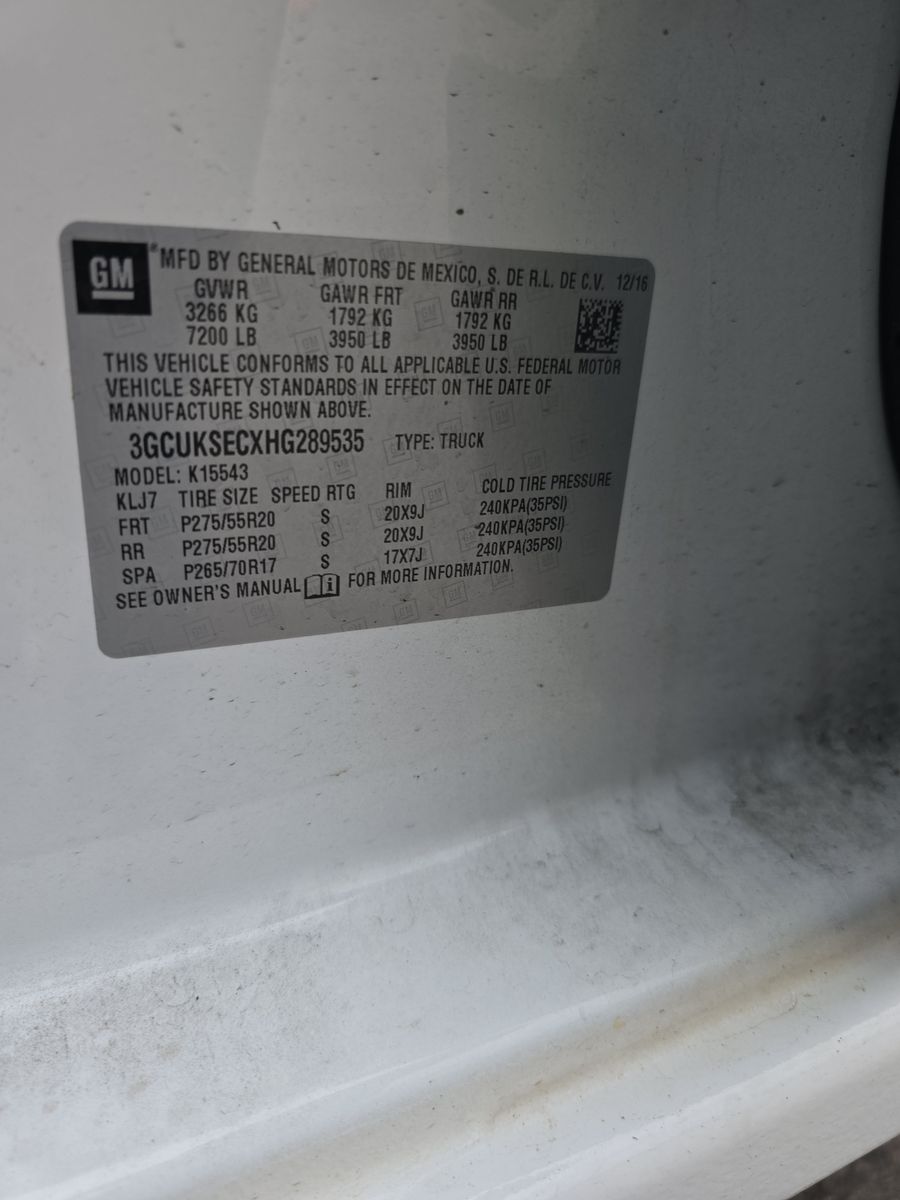 GM
MFD BY GENERAL MOTORS DE MEXICO, S. DE R.L. DE C.V. 12/16
GVWR GAWR FRT GAWR RR
3266 KG 1792 KG 1792 KG
7200 LB 3950 LB 3950 LB
THIS VEHICLE CONFORMS TO ALL APPLICABLE U.S. FEDERAL MOTOR
VEHICLE SAFETY STANDARDS IN EFFECT ON THE DATE OF
MANUFACTURE SHOWN ABOVE.
3GCUKSECXHG289535 TYPE: TRUCK
MODEL: K15543
KLJ7 TIRE SIZE SPEED RTG RIM COLD TIRE PRESSURE
FRT P275/55R20 S 20X9J 240KPA(35PSI)
RR P275/55R20 S 20X9J 240KPA(35PSI)
SPA P265/70R17 S 17X7J 240KPA(35PSI)
SEE OWNER'S MANUAL FOR MORE INFORMATION.